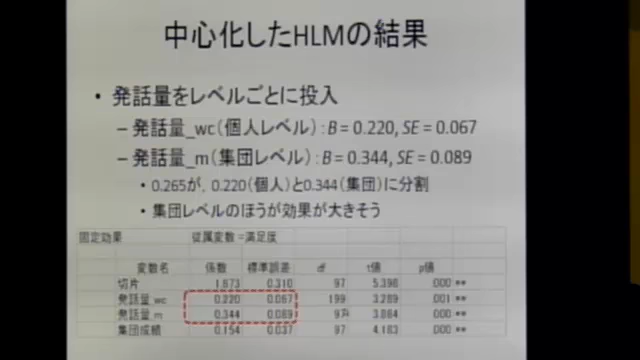 中心化したHLMの結果
• 発話量をレベルごとに投入
– 発話量_wc(個人レベル): B = 0.220, SE = 0.067
– 発話量_m(集団レベル): B = 0.344, SE = 0.089
• 0.265が、0.220(個人)と0.344(集団)に分割
• 集団レベルのほうが効果が大きそう
固定効果 従属変数 =満足度
変数名 係数 標準誤差 df t値 p値
切片 1.673 0.310 97 5.398 .000 **
発話量_wc 0.220 0.067 199 3.289 .001 **
発話量_m 0.344 0.089 97 3.864 .000 **
集団成績 0.154 0.037 97 4.183 .000 **